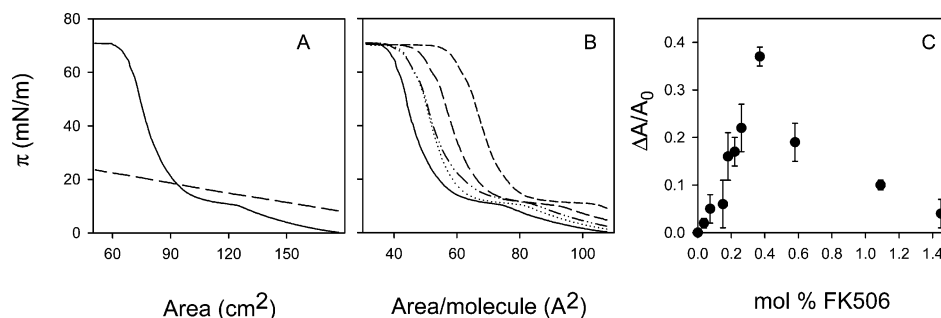 A
B
C
π (mN/m)
80
60
40
20
0
60 90 120 150
Area (cm²)
40 60 80 100
Area/molecule (A²)
ΔA/A₀
0.4
0.3
0.2
0.1
0.0
0.0 0.2 0.4 0.6 0.8 1.0 1.2 1.4
mol % FK506